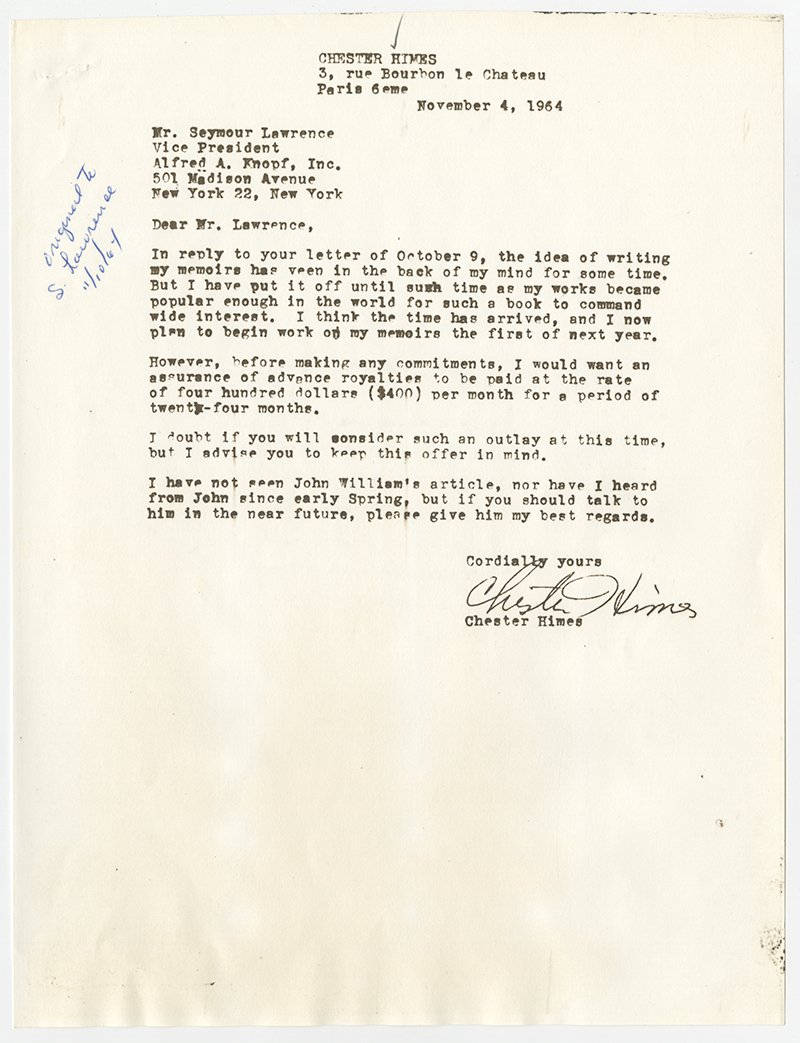 CHESTER HIMES
3, rue Bourbon le Chateau
Paris 6eme
November 4, 1964
Mr. Seymour Lawrence
Vice President
Alfred A. Knopf, Inc.
501 Madison Avenue
New York 22, New York
original to
S. Lawrence
11/10/64
Dear Mr. Lawrence,
In reply to your letter of October 9, the idea of writing
my memoirs has veen in the back of my mind for some time.
But I have put it off until such time as my works became
popular enough in the world for such a book to command
wide interest. I think the time has arrived, and I now
plan to begin work on my memoirs the first of next year.
However, before making any commitments, I would want an
assurance of advance royalties to be paid at the rate
of four hundred dollars ($400) per month for a period of
twenty-four months.
I doubt if you will consider such an outlay at this time,
but I advise you to keep this offer in mind.
I have not seen John William's article, nor have I heard
from John since early Spring, but if you should talk to
him in the near future, please give him my best regards.
Cordially yours
Chester Himes
Chester Himes